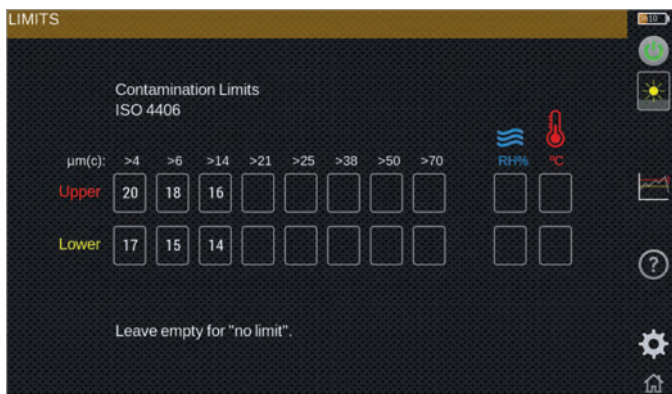 LIMITS
Contamination Limits
ISO 4406
µm(c): >4 >6 >14 >21 >25 >38 >50 >70 RH% ºC
Upper 20 18 16
Lower 17 15 14
Leave empty for "no limit".
?